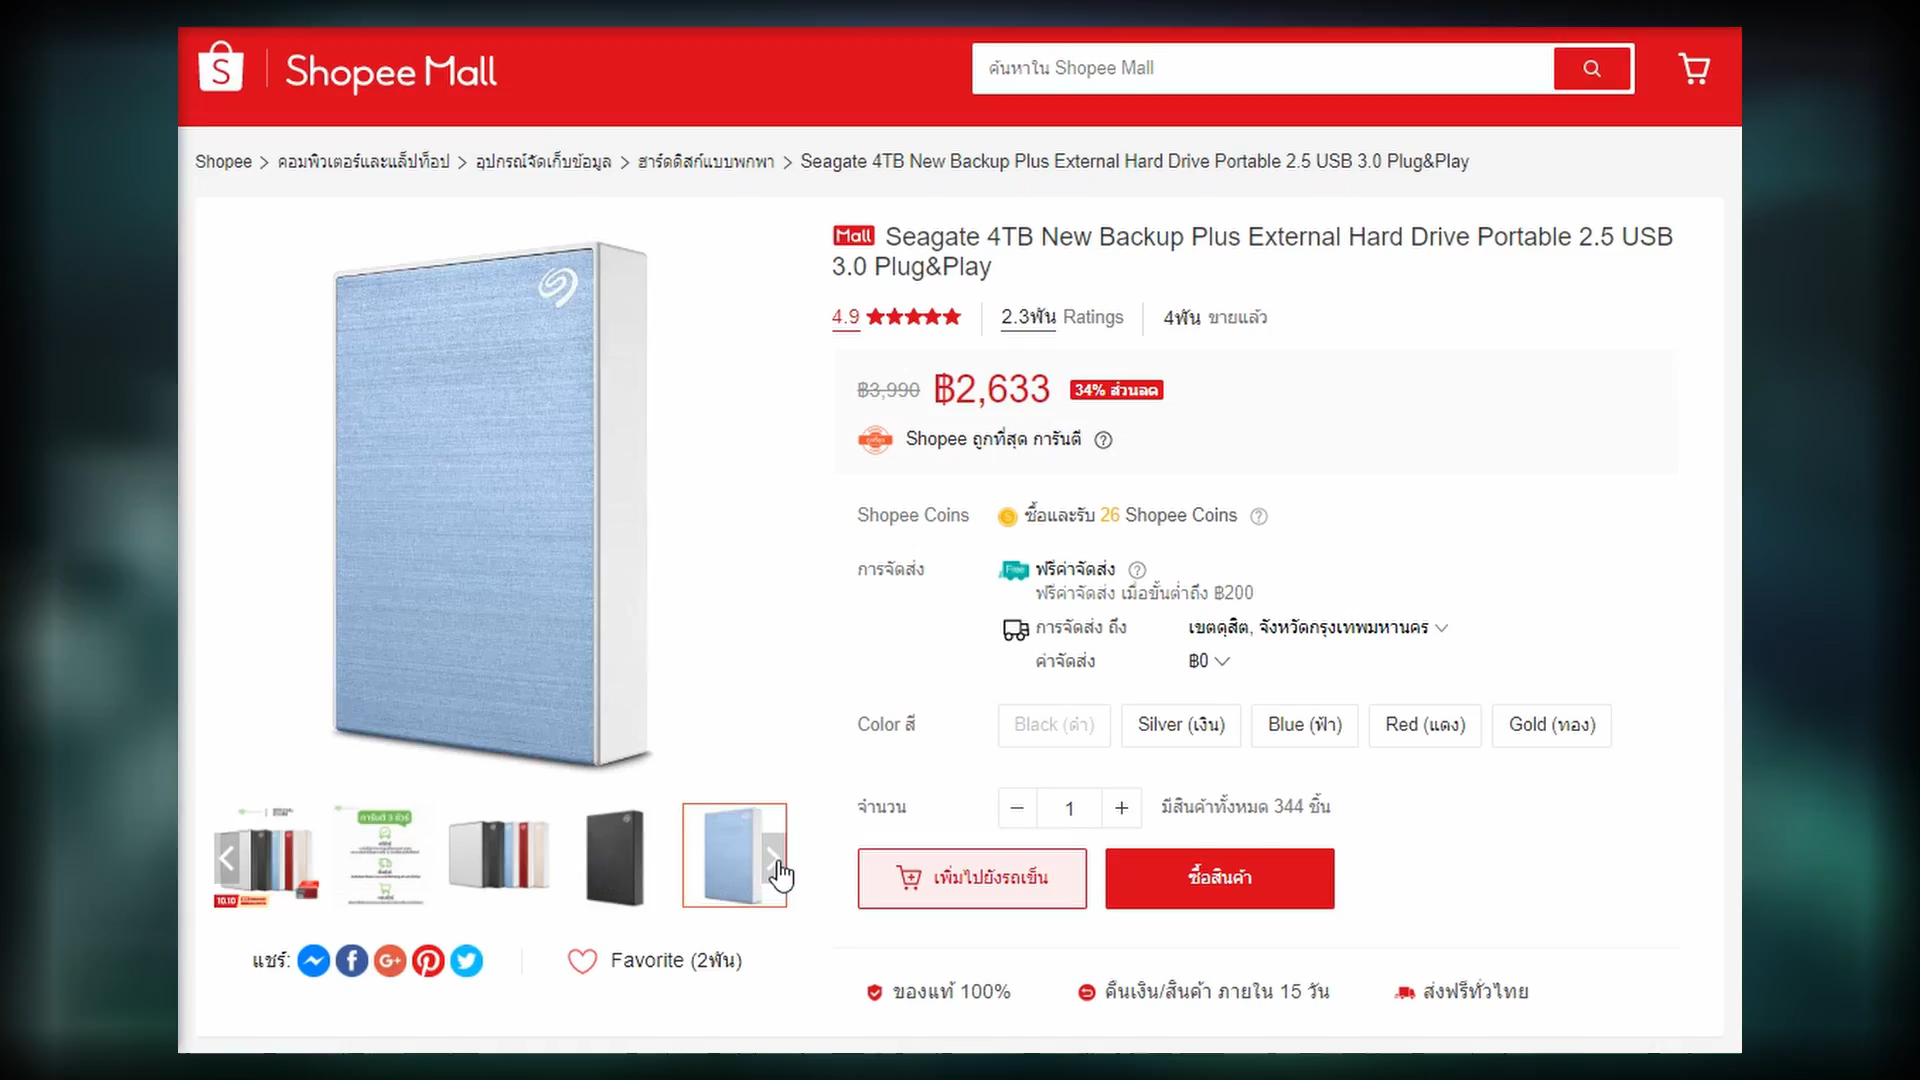 S
Shopee Mall
ค้นหาใน Shopee Mall
Shopee > คอมพิวเตอร์และแล็ปท็อป > อุปกรณ์จัดเก็บข้อมูล > ฮาร์ดดิสก์แบบพกพา > Seagate 4TB New Backup Plus External Hard Drive Portable 2.5 USB 3.0 Plug&Play
Mall Seagate 4TB New Backup Plus External Hard Drive Portable 2.5 USB
3.0 Plug&Play
4.9 2.3พัน Ratings 4พัน ขายแล้ว
฿3,990 ฿2,633 34% ส่วนลด
Shopee ถูกที่สุด การันตี ?
Shopee Coins ซื้อและรับ 26 Shopee Coins ?
การจัดส่ง Free ฟรีค่าจัดส่ง ?
ฟรีค่าจัดส่ง เมื่อขั้นต่ำถึง ฿200
การจัดส่ง ถึง เขตดุสิต, จังหวัดกรุงเทพมหานคร
ค่าจัดส่ง ฿0
Color สี Black (ดำ) Silver (เงิน) Blue (ฟ้า) Red (แดง) Gold (ทอง)
จำนวน − 1 + มีสินค้าทั้งหมด 344 ชิ้น
เพิ่มไปยังรถเข็น ซื้อสินค้า
การันตี 3 ชัวร์
10.10
แชร์: Favorite (2พัน)
ของแท้ 100% คืนเงิน/สินค้า ภายใน 15 วัน ส่งฟรีทั่วไทย